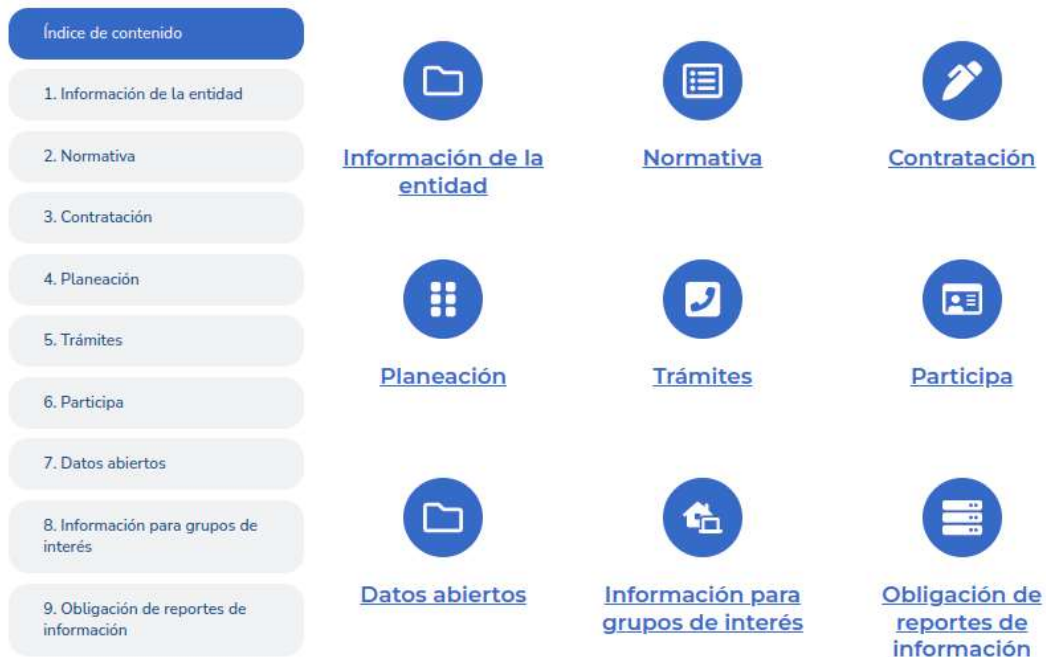 Índice de contenido
1. Información de la entidad
2. Normativa
3. Contratación
4. Planeación
5. Trámites
6. Participa
7. Datos abiertos
8. Información para grupos de
interés
9. Obligación de reportes de
información
Información de la
entidad
Normativa
Contratación
Planeación
Trámites
Participa
Datos abiertos
Información para
grupos de interés
Obligación de
reportes de
información